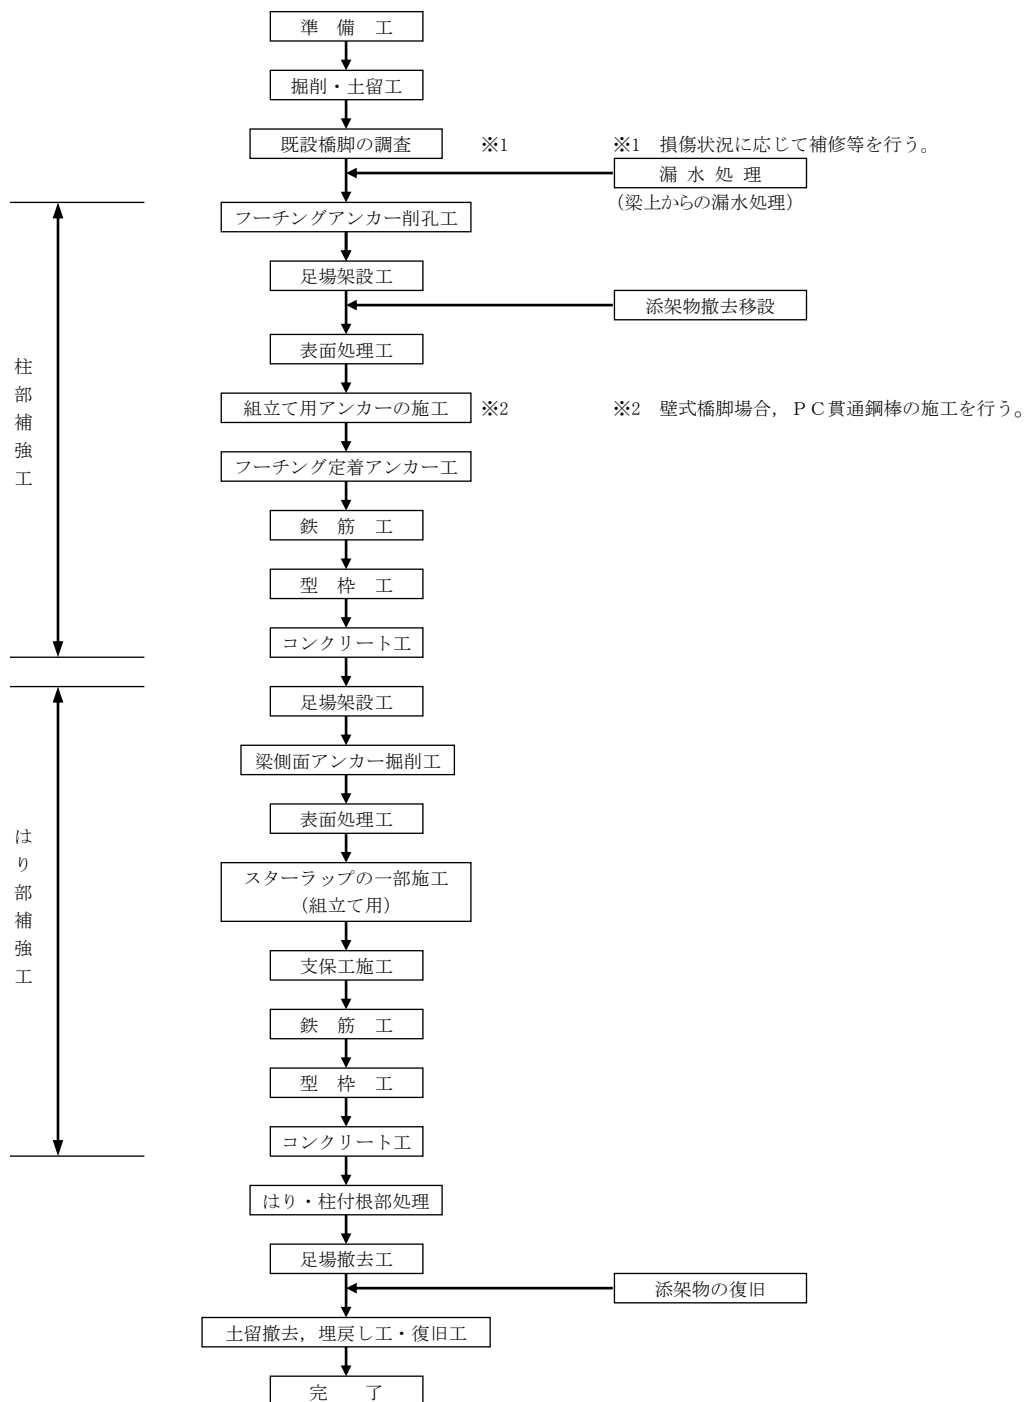 準 備 工
掘削・土留工
既設橋脚の調査 ※1 ※1 損傷状況に応じて補修等を行う。
漏 水 処 理
(梁上からの漏水処理)
フーチングアンカー削孔工
足場架設工
添架物撤去移設
表面処理工
組立て用アンカーの施工 ※2 ※2 壁式橋脚場合,PC貫通鋼棒の施工を行う。
フーチング定着アンカー工
鉄 筋 工
型 枠 工
コンクリート工
柱部補強工
足場架設工
梁側面アンカー掘削工
表面処理工
スターラップの一部施工
(組立て用)
支保工施工
鉄 筋 工
型 枠 工
コンクリート工
はり部補強工
はり・柱付根部処理
足場撤去工
添架物の復旧
土留撤去,埋戻し工・復旧工
完 了